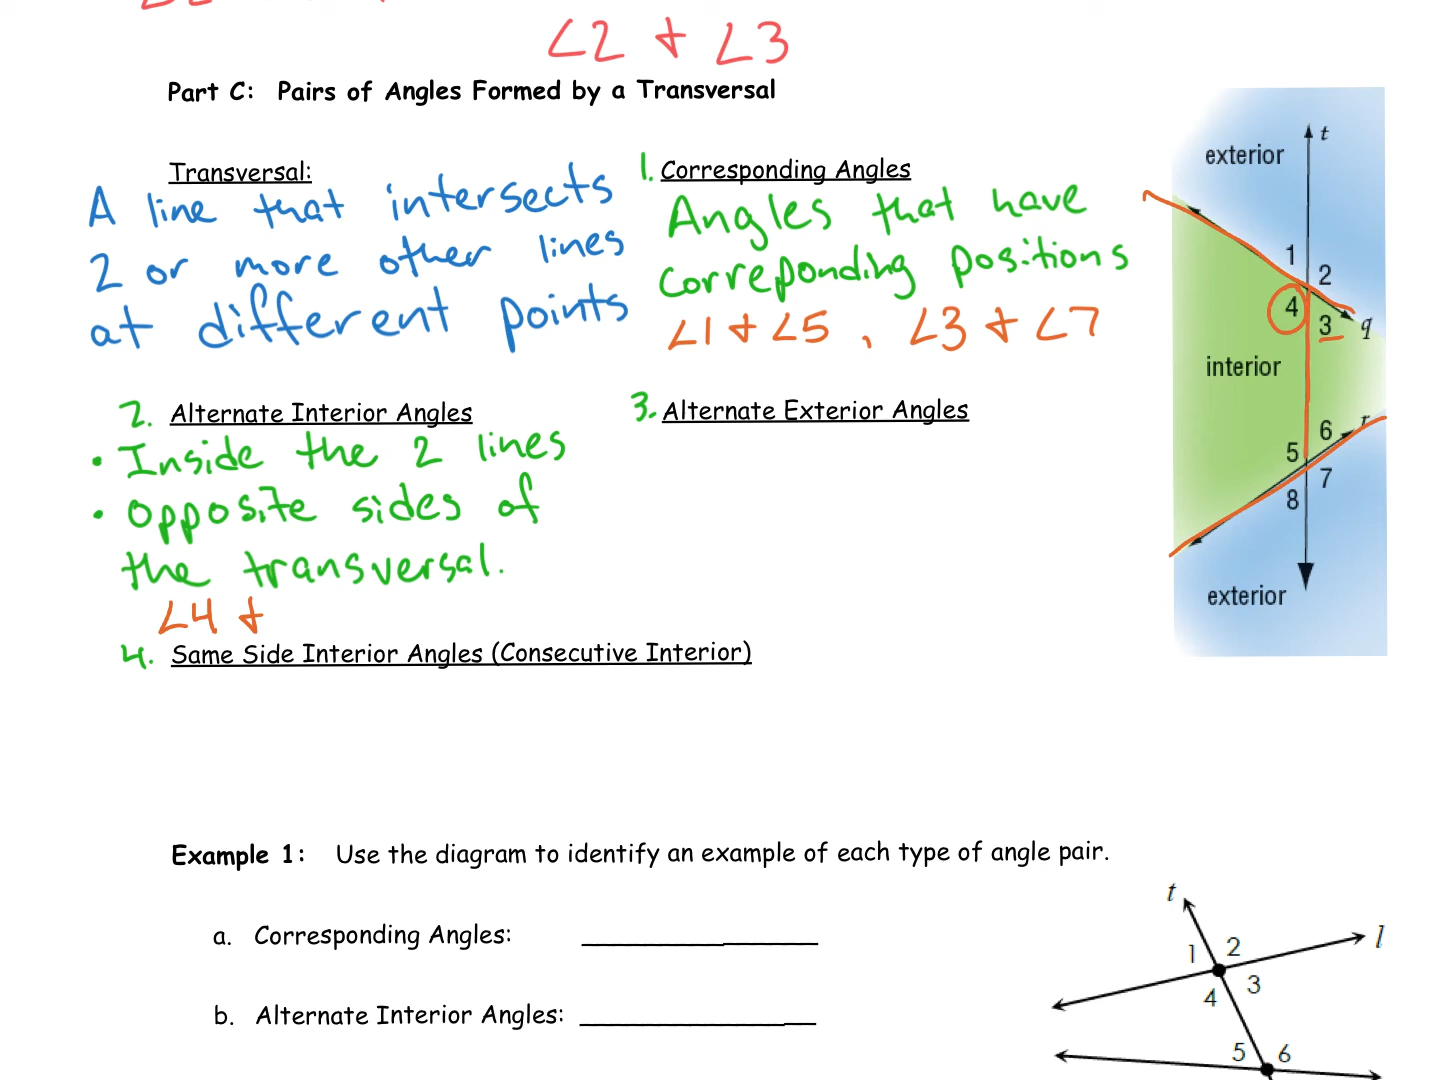 ∠2 + ∠3
Part C: Pairs of Angles Formed by a Transversal
Transversal:
A line that intersects
2 or more other lines
at different points
1. Corresponding Angles
Angles that have
correponding positions
∠1 + ∠5 , ∠3 + ∠7
2. Alternate Interior Angles
• Inside the 2 lines
• Opposite sides of
the transversal.
∠4 +
3. Alternate Exterior Angles
4. Same Side Interior Angles (Consecutive Interior)
t
exterior
1
2
4
3
q
interior
r
6
5
7
8
exterior
Example 1: Use the diagram to identify an example of each type of angle pair.
a. Corresponding Angles: ____________
b. Alternate Interior Angles: ____________
t
l
1 2
4 3
5 6